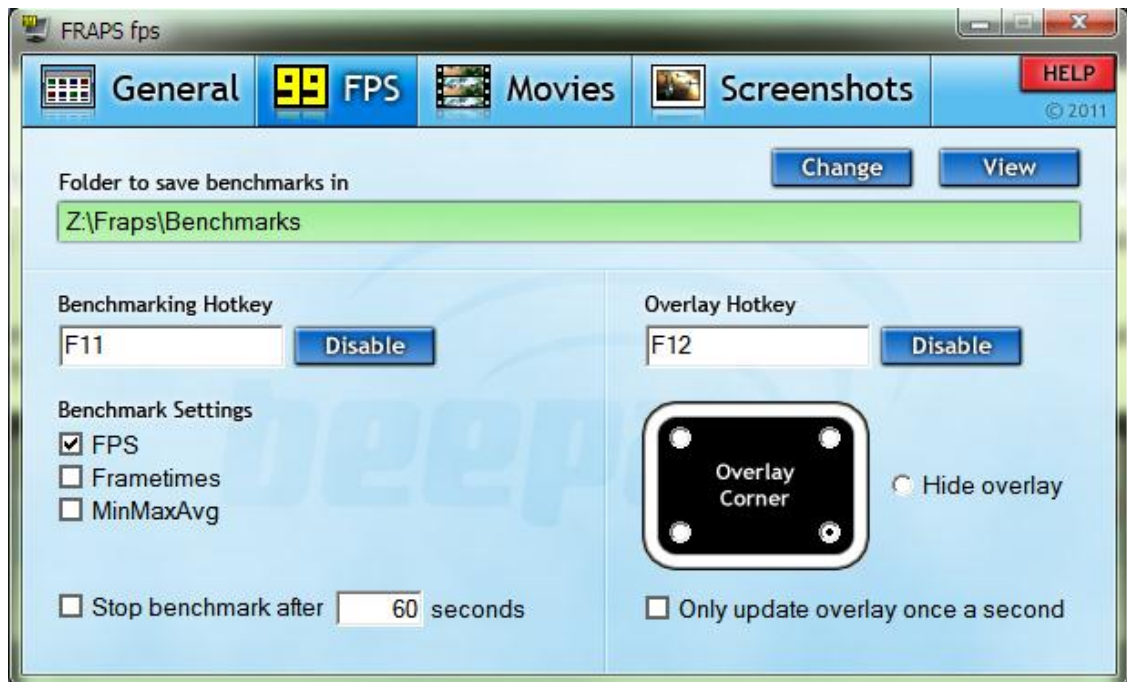 FRAPS fps
General
99 FPS
Movies
Screenshots
HELP
© 2011
Folder to save benchmarks in
Change
View
Z:\Fraps\Benchmarks
Benchmarking Hotkey
F11
Disable
Benchmark Settings
FPS
Frametimes
MinMaxAvg
Stop benchmark after 60 seconds
Overlay Hotkey
F12
Disable
Overlay
Corner
Hide overlay
Only update overlay once a second